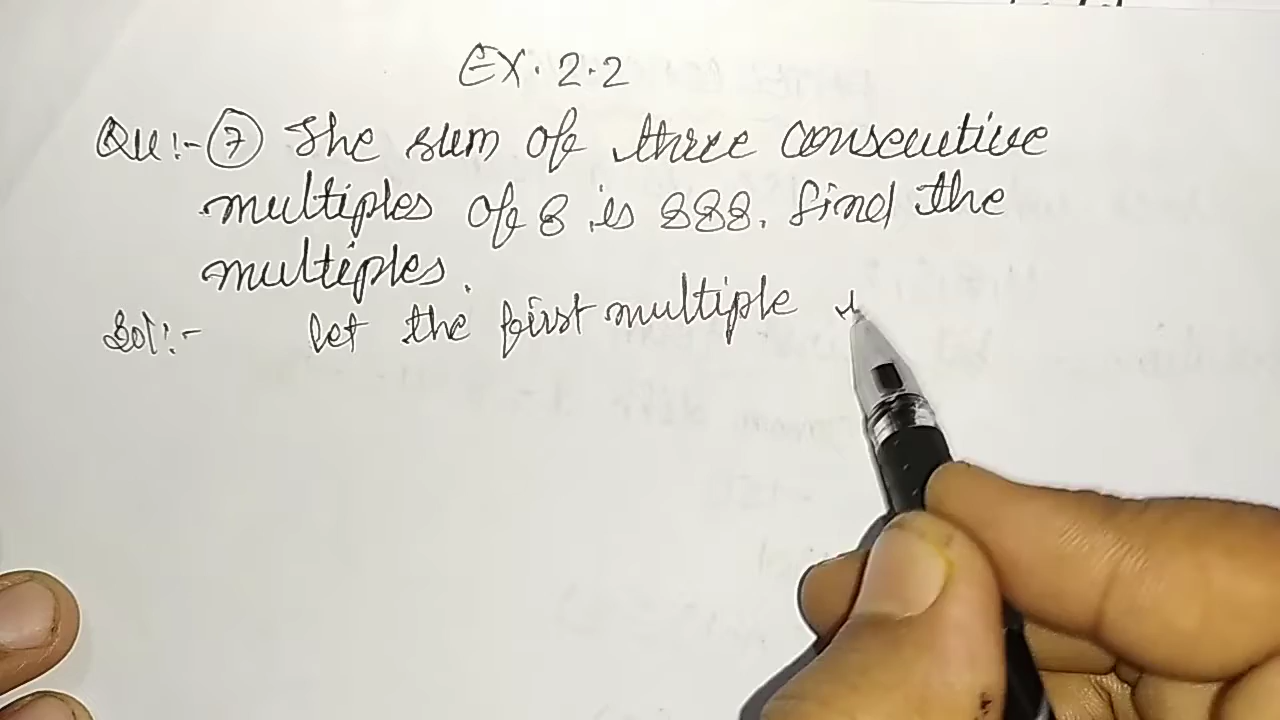 EX. 2.2
Qu:- 7 The sum of three consecutive
multiples of 8 is 888. find the
multiples.
Sol:- let the first multiple